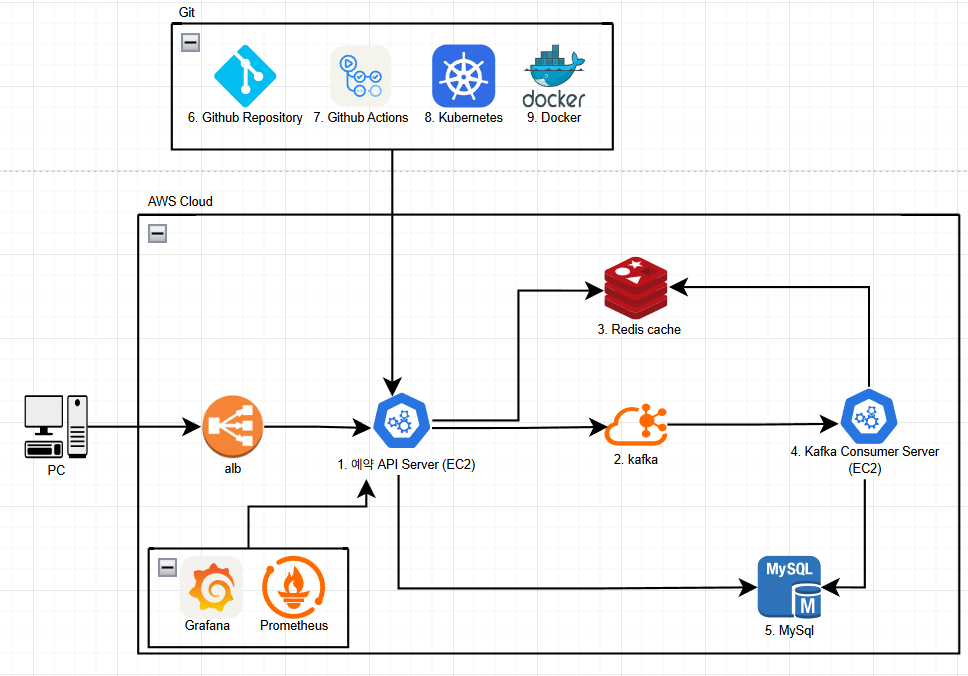 Git
6. Github Repository
7. Github Actions
8. Kubernetes
docker
9. Docker
AWS Cloud
3. Redis cache
PC
alb
1. 예약 API Server (EC2)
2. kafka
4. Kafka Consumer Server
(EC2)
Grafana
Prometheus
MySQL
M
5. MySql